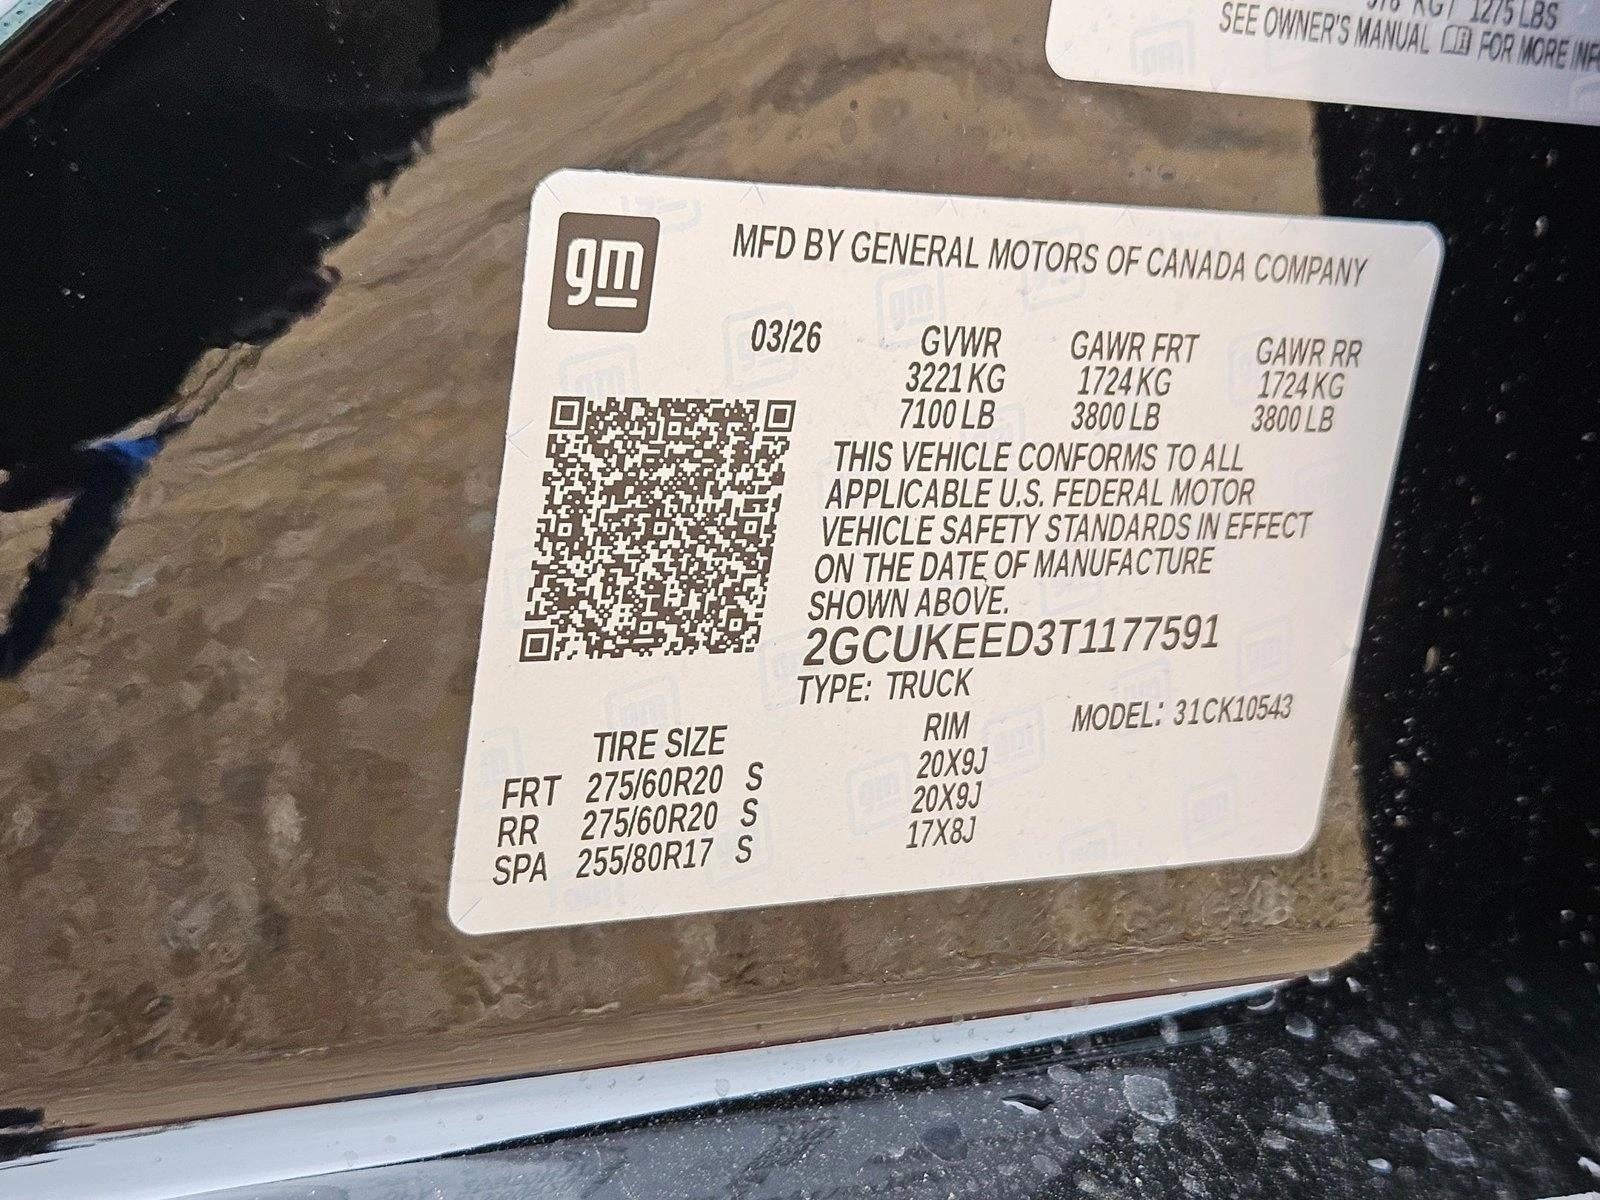 KG 1275 LBS
SEE OWNER'S MANUAL FOR MORE
gm
MFD BY GENERAL MOTORS OF CANADA COMPANY
03/26 GVWR GAWR FRT GAWR RR
3221 KG 1724 KG 1724 KG
7100 LB 3800 LB 3800 LB
THIS VEHICLE CONFORMS TO ALL
APPLICABLE U.S. FEDERAL MOTOR
VEHICLE SAFETY STANDARDS IN EFFECT
ON THE DATE OF MANUFACTURE
SHOWN ABOVE.
2GCUKEED3T1177591
TYPE: TRUCK
MODEL: 31CK10543
TIRE SIZE RIM
FRT 275/60R20 S 20X9J
RR 275/60R20 S 20X9J
SPA 255/80R17 S 17X8J